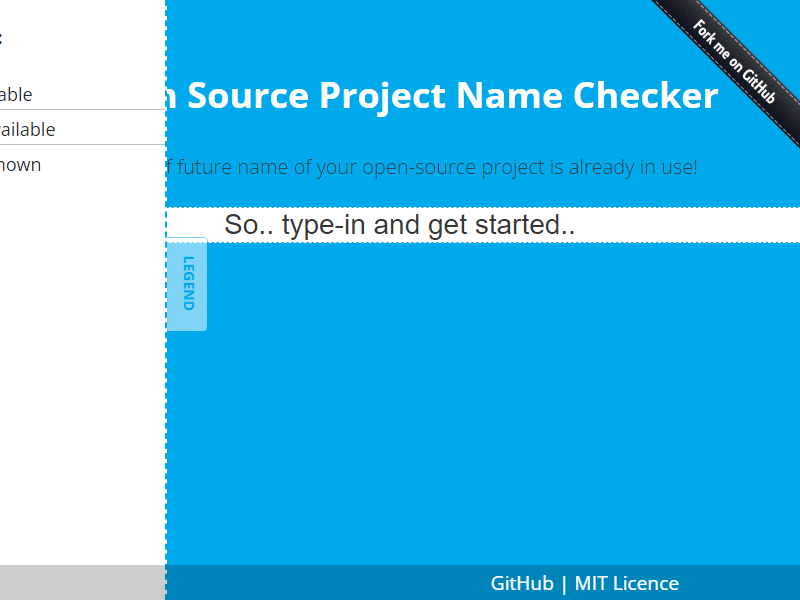 :
able
ailable
nown
Fork me on GitHub
Source Project Name Checker
future name of your open-source project is already in use!
So.. type-in and get started..
LEGEND
GitHub | MIT Licence